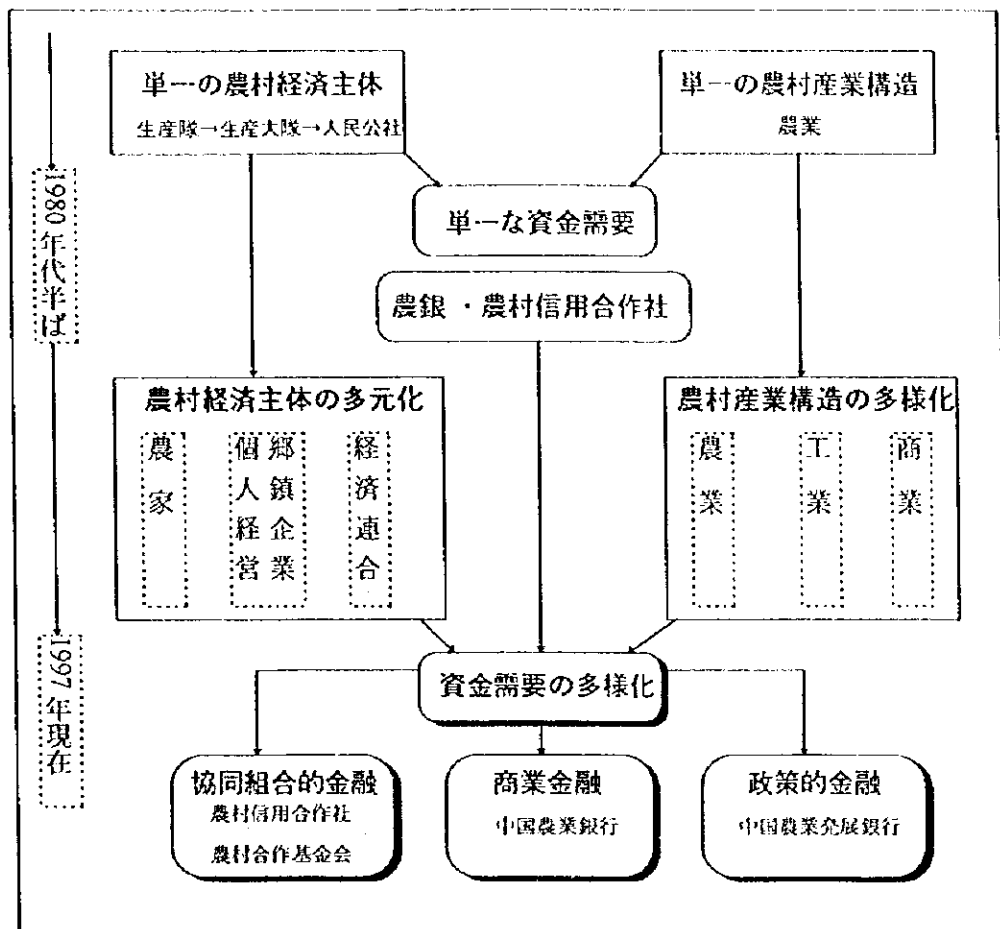 単一の農村経済主体
生産隊→生産大隊→人民公社
単一の農村産業構造
農業
単一な資金需要
農銀・農村信用合作社
1980年代半ば
農村経済主体の多元化
農家
郷鎮企業
個人経営
経済連合
農村産業構造の多様化
農業
工業
商業
1997年現在
資金需要の多様化
協同組合的金融
農村信用合作社
農村合作基金会
商業金融
中国農業銀行
政策的金融
中国農業発展銀行